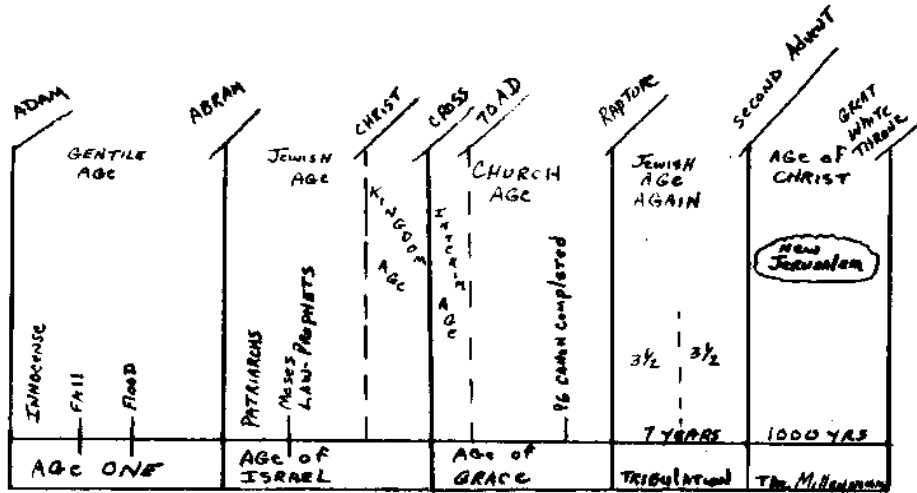 ADAM
ABRAM
CHRIST
CROSS
70 A.D
RAPTURE
SECOND ADVENT
GREAT
WHITE
THRONE
GENTILE
AGE
JEWISH
AGE
KINGDOM AGE
INTERIM AGE
CHURCH
AGE
JEWISH
AGE
AGAIN
AGE of
CHRIST
NEW
JERUSALEM
INNOCENSE
FALL
FLOOD
PATRIARCHS
MOSES
LAW-PROPHETS
96 CANON COMPLETED
3½
3½
7 YEARS
1000 YRS
AGE ONE
AGE of
ISRAEL
AGE of
GRACE
TRIBULATION
The Millennium